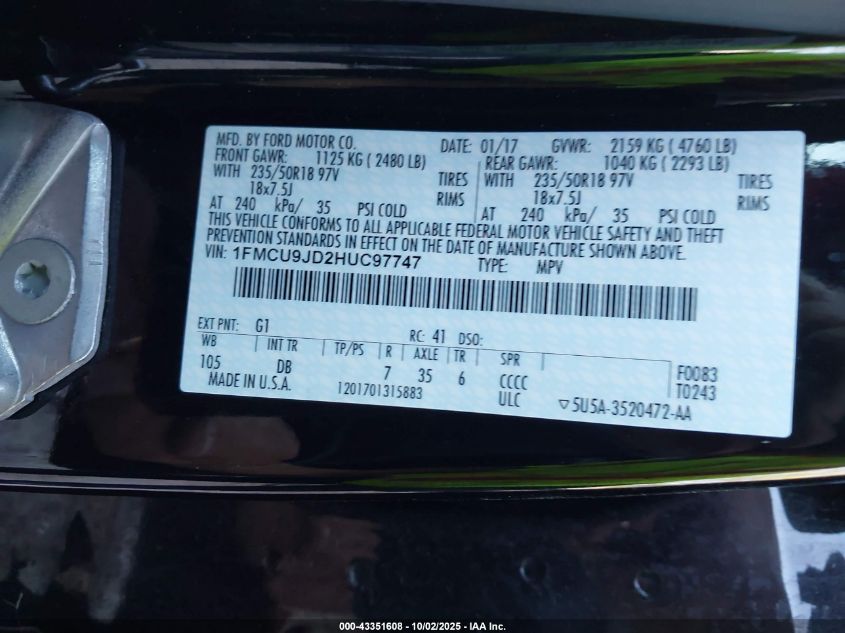 MFD. BY FORD MOTOR CO. DATE: 01/17 GVWR: 2159 KG ( 4760 LB)
FRONT GAWR: 1125 KG ( 2480 LB) REAR GAWR: 1040 KG ( 2293 LB)
WITH 235/50R18 97V TIRES WITH 235/50R18 97V TIRES
18x7.5J RIMS 18x7.5J RIMS
AT 240 kPa/ 35 PSI COLD AT 240 kPa/ 35 PSI COLD
THIS VEHICLE CONFORMS TO ALL APPLICABLE FEDERAL MOTOR VEHICLE SAFETY AND THEFT
PREVENTION STANDARDS IN EFFECT ON THE DATE OF MANUFACTURE SHOWN ABOVE.
VIN: 1FMCU9JD2HUC97747 TYPE: MPV
EXT PNT: G1 RC: 41 DSO:
WB INT TR TP/PS R AXLE TR SPR
105 DB 7 35 6 CCCC F0083
MADE IN U.S.A. 1201701315883 ULC T0243
▽5U5A-3520472-AA
000-43351608 - 10/02/2025 - IAA Inc.